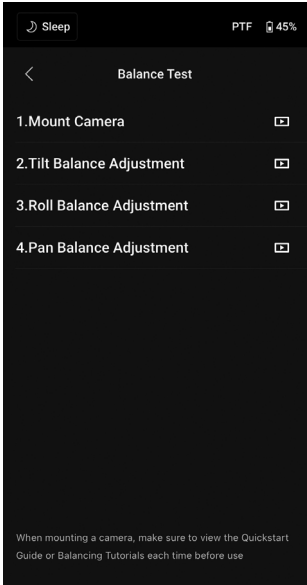 Sleep PTF 45%
Balance Test
1.Mount Camera
2.Tilt Balance Adjustment
3.Roll Balance Adjustment
4.Pan Balance Adjustment
When mounting a camera, make sure to view the Quickstart
Guide or Balancing Tutorials each time before use